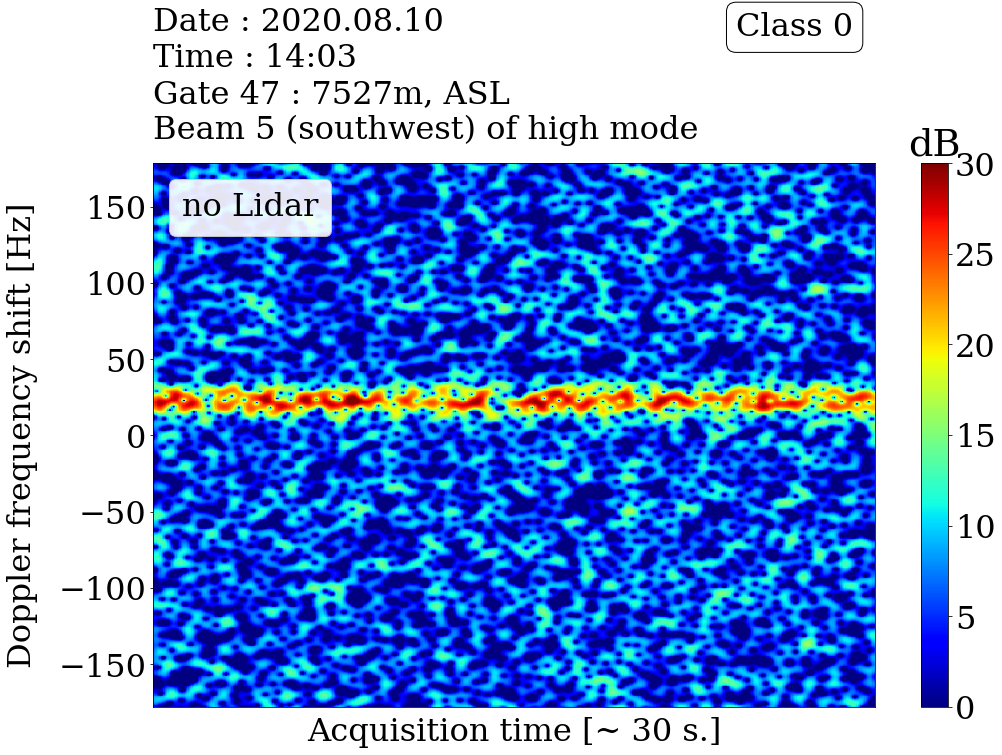 Date : 2020.08.10
Time : 14:03
Gate 47 : 7527m, ASL
Beam 5 (southwest) of high mode
Class 0
dB
no Lidar
Doppler frequency shift [Hz]
150
100
50
0
−50
−100
−150
30
25
20
15
10
5
0
Acquisition time [~ 30 s.]